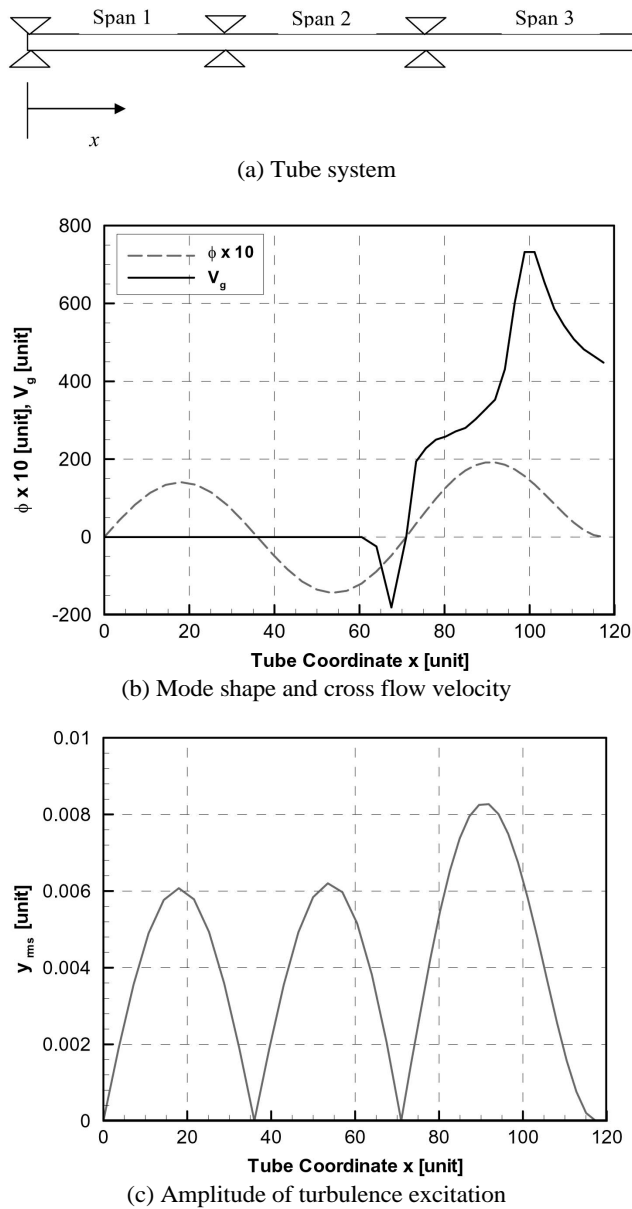 Span 1 Span 2 Span 3
x
(a) Tube system
800
600
400
200
0
-200
ϕ x 10 [unit], Vg [unit]
ϕ x 10
Vg
0 20 40 60 80 100 120
Tube Coordinate x [unit]
(b) Mode shape and cross flow velocity
0.01
0.008
0.006
0.004
0.002
0
y rms [unit]
0 20 40 60 80 100 120
Tube Coordinate x [unit]
(c) Amplitude of turbulence excitation